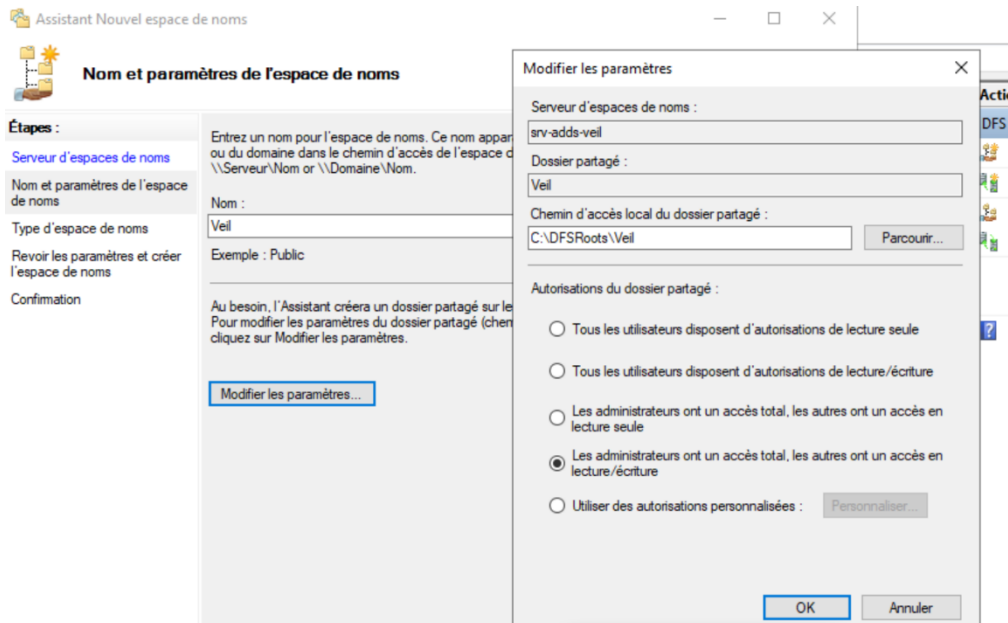 Assistant Nouvel espace de noms
Nom et paramètres de l'espace de noms
Étapes :
Serveur d'espaces de noms
Nom et paramètres de l'espace
de noms
Type d'espace de noms
Revoir les paramètres et créer
l'espace de noms
Confirmation
Entrez un nom pour l'espace de noms. Ce nom appar
ou du domaine dans le chemin d'accès de l'espace d
\\Serveur\Nom or \\Domaine\Nom.
Nom :
Veil
Exemple : Public
Au besoin, l'Assistant créera un dossier partagé sur le
Pour modifier les paramètres du dossier partagé (chem
cliquez sur Modifier les paramètres.
Modifier les paramètres...
Modifier les paramètres
Serveur d'espaces de noms :
srv-adds-veil
Dossier partagé :
Veil
Chemin d'accès local du dossier partagé :
C:\DFSRoots\Veil
Parcourir...
Autorisations du dossier partagé :
Tous les utilisateurs disposent d'autorisations de lecture seule
Tous les utilisateurs disposent d'autorisations de lecture/écriture
Les administrateurs ont un accès total, les autres ont un accès en
lecture seule
Les administrateurs ont un accès total, les autres ont un accès en
lecture/écriture
Utiliser des autorisations personnalisées :
Personnaliser...
OK
Annuler
Acti
DFS